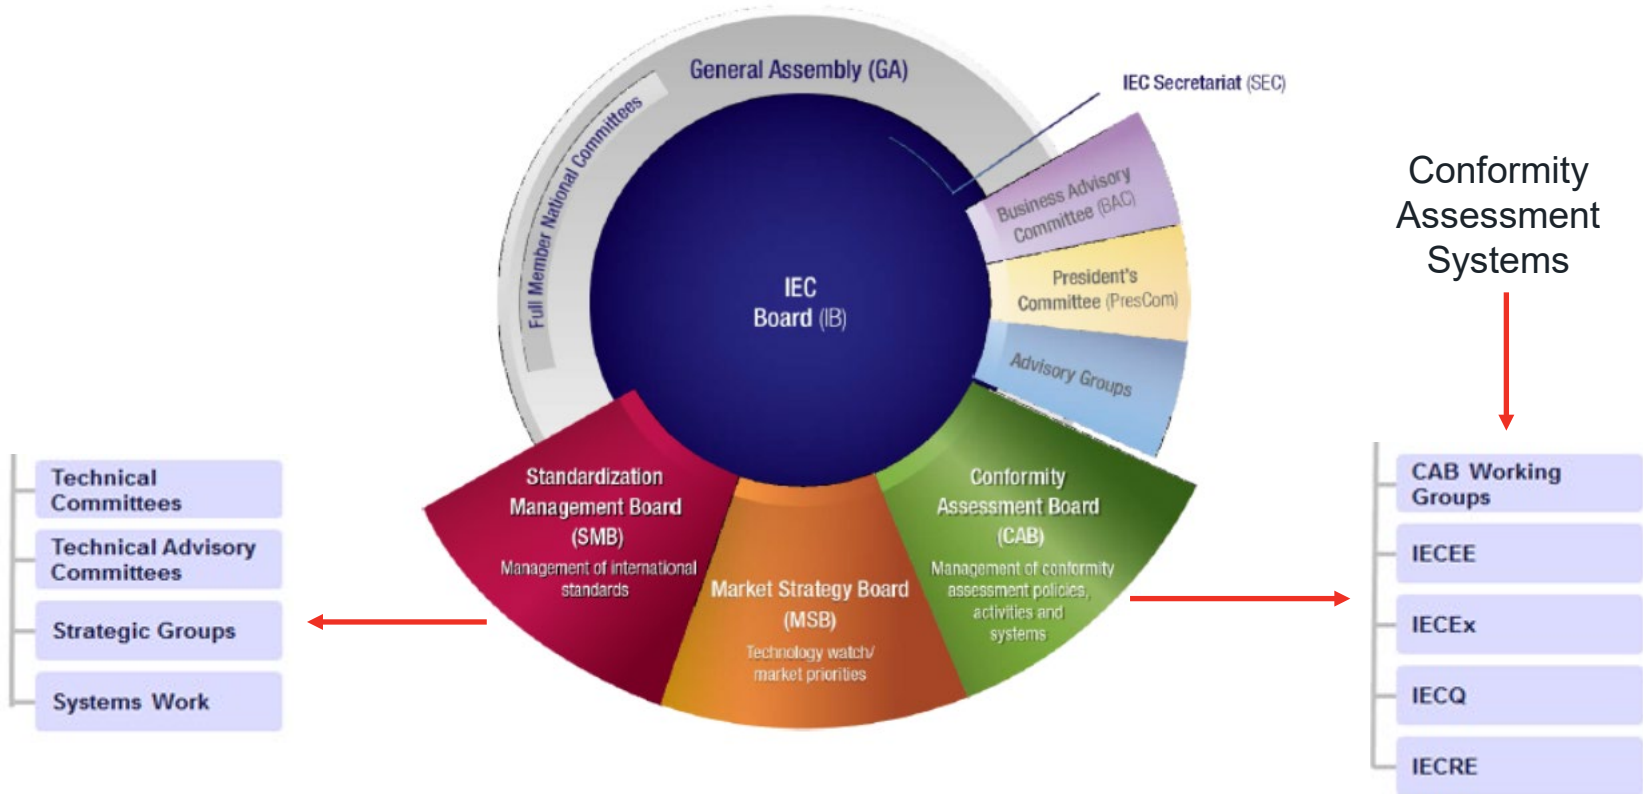 General Assembly (GA)
Full Member National Committees
IEC Secretariat (SEC)
Business Advisory
Committee (BAC)
President's
Committee (PresCom)
Advisory Groups
IEC
Board (IB)
Standardization
Management Board
(SMB)
Management of international
standards
Market Strategy Board
(MSB)
Technology watch/
market priorities
Conformity
Assessment Board
(CAB)
Management of conformity
assessment policies,
activities and
systems
Technical
Committees
Technical Advisory
Committees
Strategic Groups
Systems Work
Conformity
Assessment
Systems
CAB Working
Groups
IECEE
IECEx
IECQ
IECRE